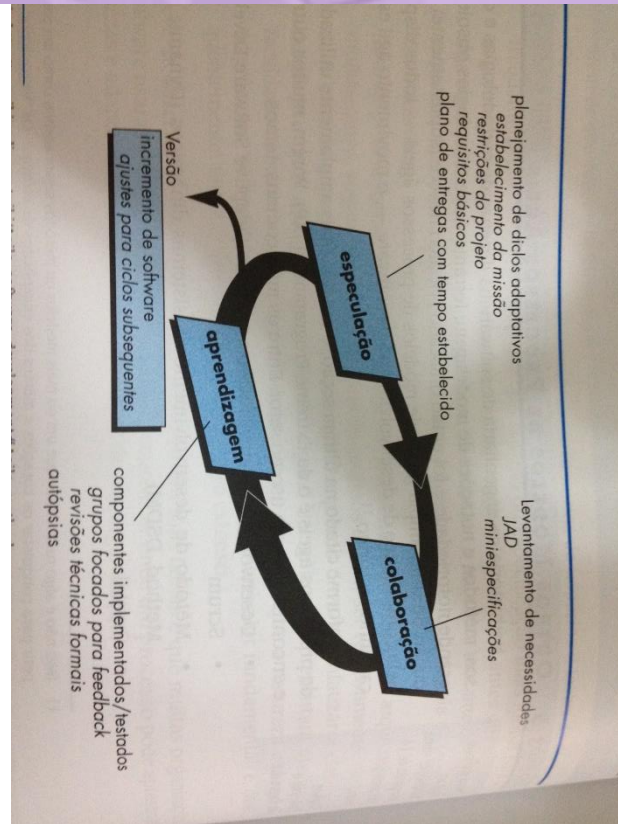 planejamento de diclos adaptativos
estabelecimento da missão
restrições do projeto
requisitos básicos
plano de entregas com tempo estabelecido
Levantamento de necessidades
JAD
miniespecificações
especulação
colaboração
aprendizagem
Versão
incremento de software
ajustes para ciclos subsequentes
componentes implementados/testados
grupos focados para feedback
revisões técnicas formais
autópsias